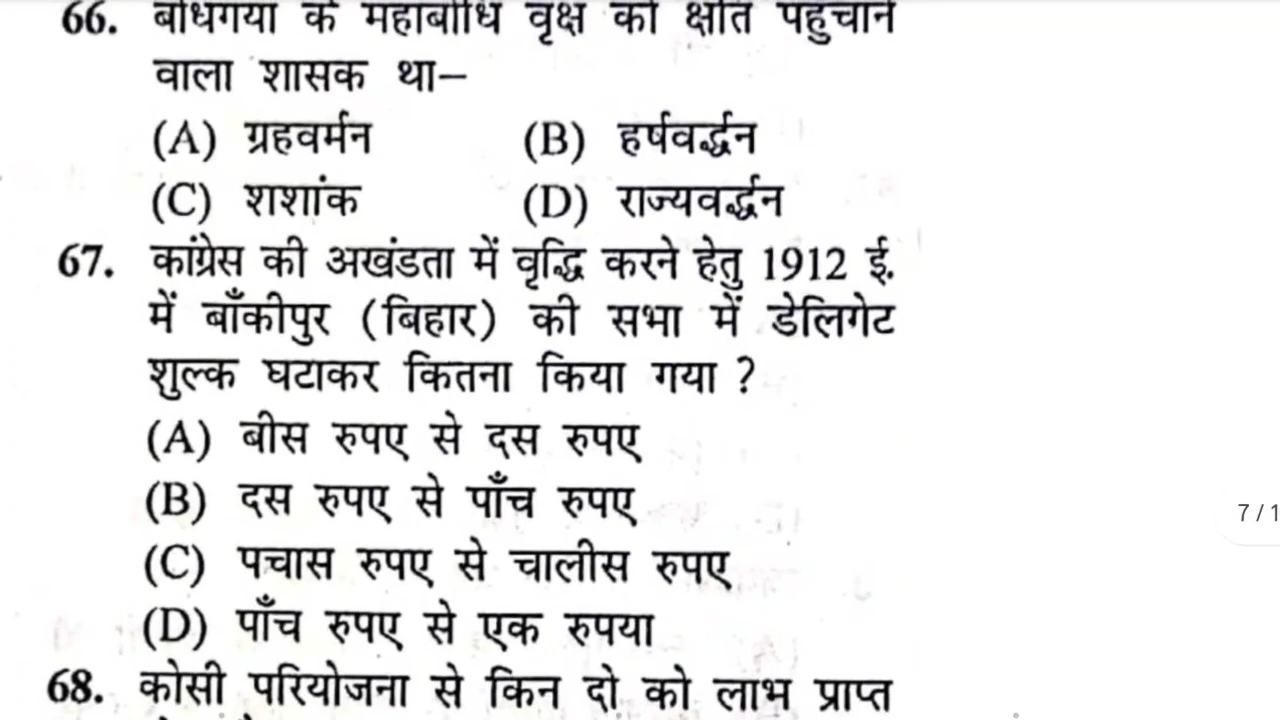 66. बोधगया के महाबोधि वृक्ष को क्षति पहुँचाने
वाला शासक था–
(A) ग्रहवर्मन (B) हर्षवर्द्धन
(C) शशांक (D) राज्यवर्द्धन
67. कांग्रेस की अखंडता में वृद्धि करने हेतु 1912 ई.
में बाँकीपुर (बिहार) की सभा में डेलिगेट
शुल्क घटाकर कितना किया गया ?
(A) बीस रुपए से दस रुपए
(B) दस रुपए से पाँच रुपए
7 / 1
(C) पचास रुपए से चालीस रुपए
(D) पाँच रुपए से एक रुपया
68. कोसी परियोजना से किन दो को लाभ प्राप्त